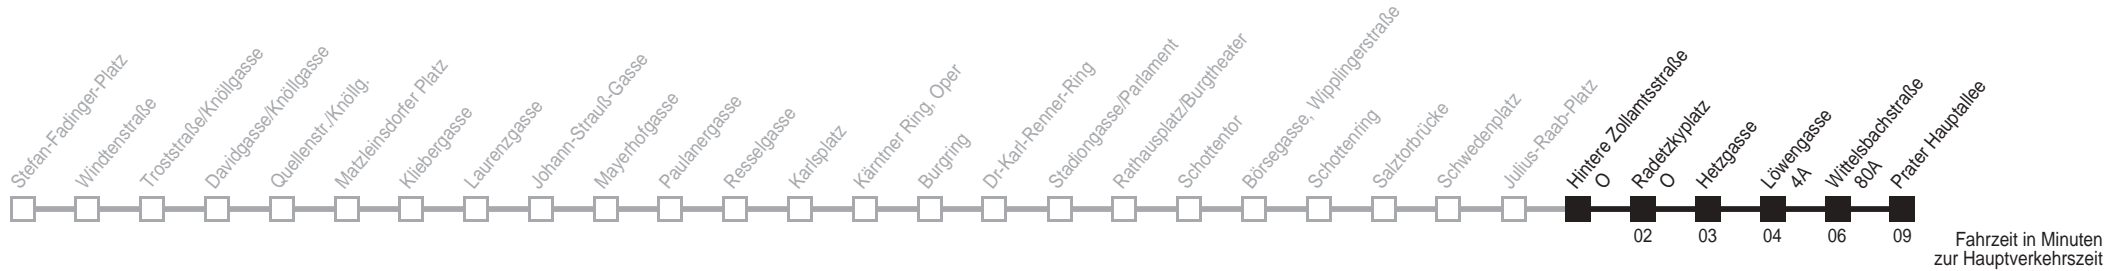 Stefan-Fadinger-Platz
Windtenstraße
Troststraße/Knöllgasse
Davidgasse/Knöllgasse
Quellenstr./Knöllg.
Matzleinsdorfer Platz
Kliebergasse
Laurenzgasse
Johann-Strauß-Gasse
Mayerhofgasse
Paulanergasse
Resselgasse
Karlsplatz
Kärntner Ring, Oper
Burgring
Dr-Karl-Renner-Ring
Stadiongasse/Parlament
Rathausplatz/Burgtheater
Schottentor
Börsegasse, Wipplingerstraße
Schottenring
Salztorbrücke
Schwedenplatz
Julius-Raab-Platz
Hintere Zollamtsstraße
O
Radetzkyplatz
O
Hetzgasse
Löwengasse
4A
Wittelsbachstraße
80A
Prater Hauptallee
02
03
04
06
09
Fahrzeit in Minuten
zur Hauptverkehrszeit